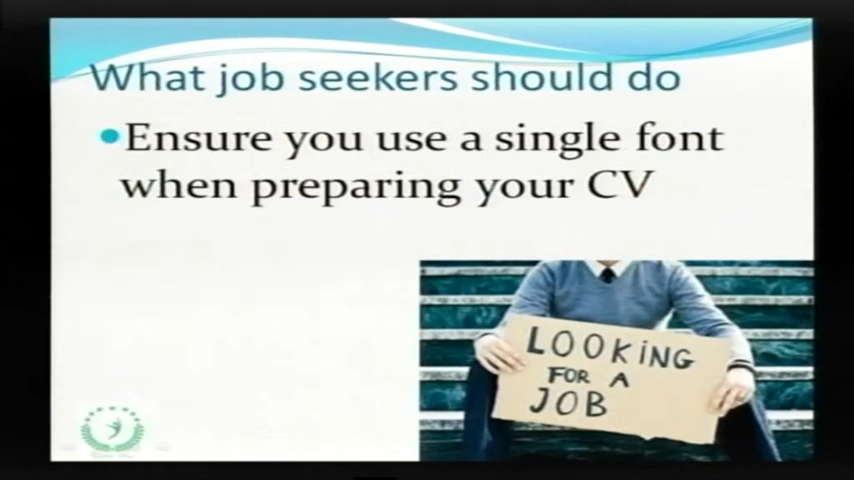 What job seekers should do
•Ensure you use a single font
when preparing your CV
LOOKiNG
FOR A
JOB